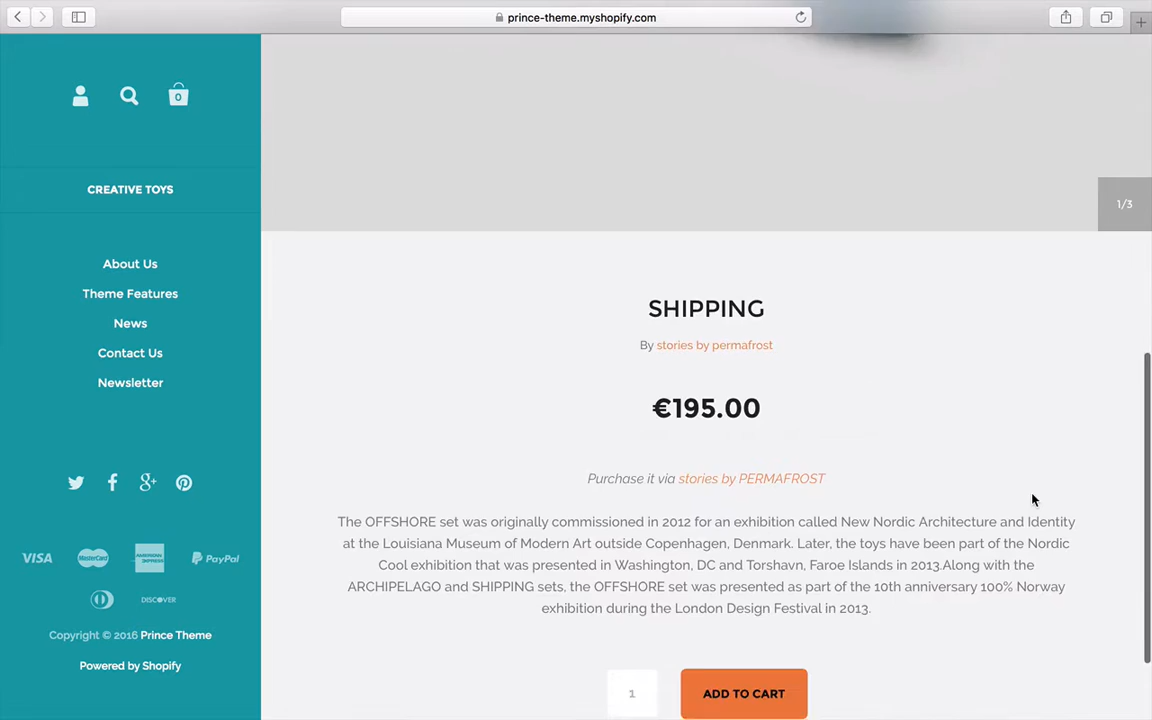 prince-theme.myshopify.com
0
CREATIVE TOYS
About Us
Theme Features
News
Contact Us
Newsletter
VISA MasterCard AMERICAN EXPRESS PayPal
DISCOVER
Copyright © 2016 Prince Theme
Powered by Shopify
1/3
SHIPPING
By stories by permafrost
€195.00
Purchase it via stories by PERMAFROST
The OFFSHORE set was originally commissioned in 2012 for an exhibition called New Nordic Architecture and Identity
at the Louisiana Museum of Modern Art outside Copenhagen, Denmark. Later, the toys have been part of the Nordic
Cool exhibition that was presented in Washington, DC and Torshavn, Faroe Islands in 2013.Along with the
ARCHIPELAGO and SHIPPING sets, the OFFSHORE set was presented as part of the 10th anniversary 100% Norway
exhibition during the London Design Festival in 2013.
1
ADD TO CART